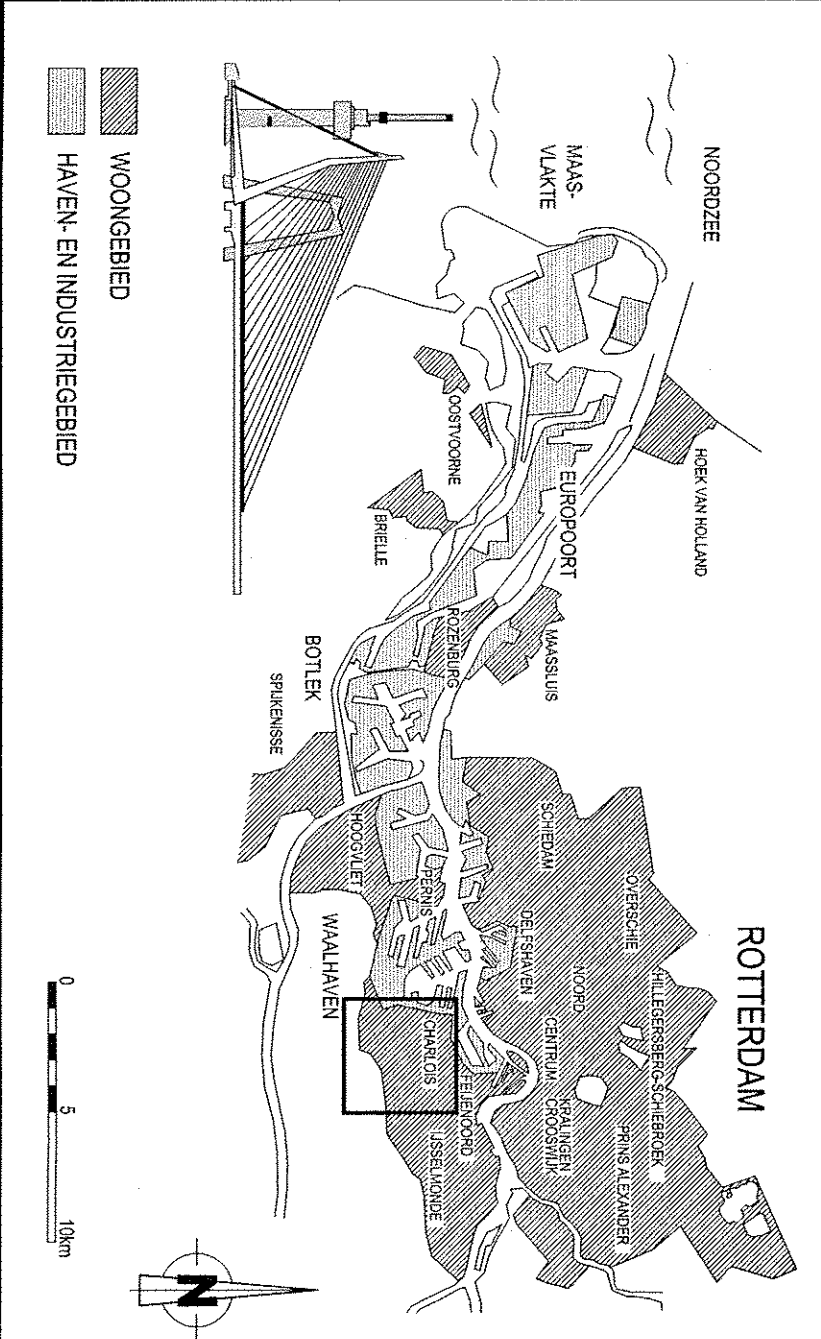 ROTTERDAM
NOORDZEE
HOEK VAN HOLLAND
MAAS-
VLAKTE
EUROPOORT
OOSTVOORNE
BRIELLE
MAASSLUIS
ROZENBURG
BOTLEK
SPIJKENISSE
HOOGVLIET
PERNIS
SCHIEDAM
OVERSCHIE
HILLEGERSBERG-SCHIEBROEK
DELFSHAVEN
NOORD
CENTRUM
KRALINGEN
CROOSWIJK
PRINS ALEXANDER
WAALHAVEN
CHARLOIS
FEIJENOORD
IJSSELMONDE
WOONGEBIED
HAVEN- EN INDUSTRIEGEBIED
0
5
10km
N